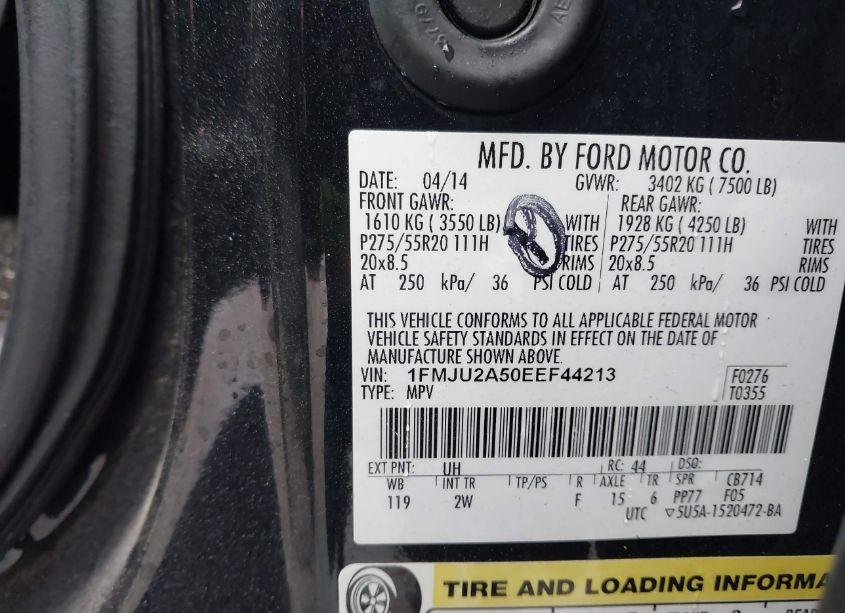 MFD. BY FORD MOTOR CO.
DATE: 04/14 GVWR: 3402 KG ( 7500 LB)
FRONT GAWR: REAR GAWR:
1610 KG ( 3550 LB) WITH 1928 KG ( 4250 LB) WITH
P275/55R20 111H TIRES P275/55R20 111H TIRES
20x8.5 RIMS 20x8.5 RIMS
AT 250 kPa/ 36 PSI COLD AT 250 kPa/ 36 PSI COLD
THIS VEHICLE CONFORMS TO ALL APPLICABLE FEDERAL MOTOR
VEHICLE SAFETY STANDARDS IN EFFECT ON THE DATE OF
MANUFACTURE SHOWN ABOVE.
VIN: 1FMJU2A50EEF44213 F0276
TYPE: MPV T0355
EXT PNT: UH RC: 44 DSO:
WB INT TR TP/PS R AXLE TR SPR CB714
119 2W F 15 6 PP77 F05
UTC ▽5U5A-1520472-BA
TIRE AND LOADING INFORMA